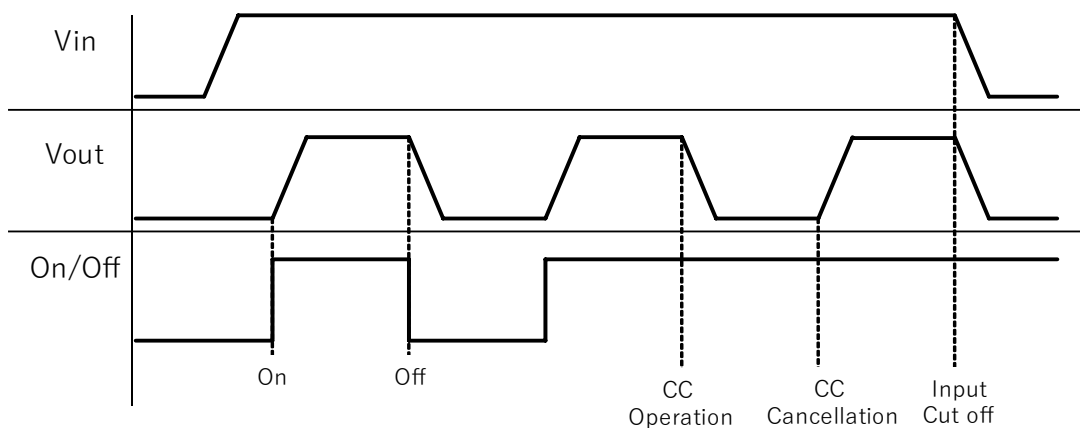 Vin
Vout
On/Off
On
Off
CC
Operation
CC
Cancellation
Input
Cut off